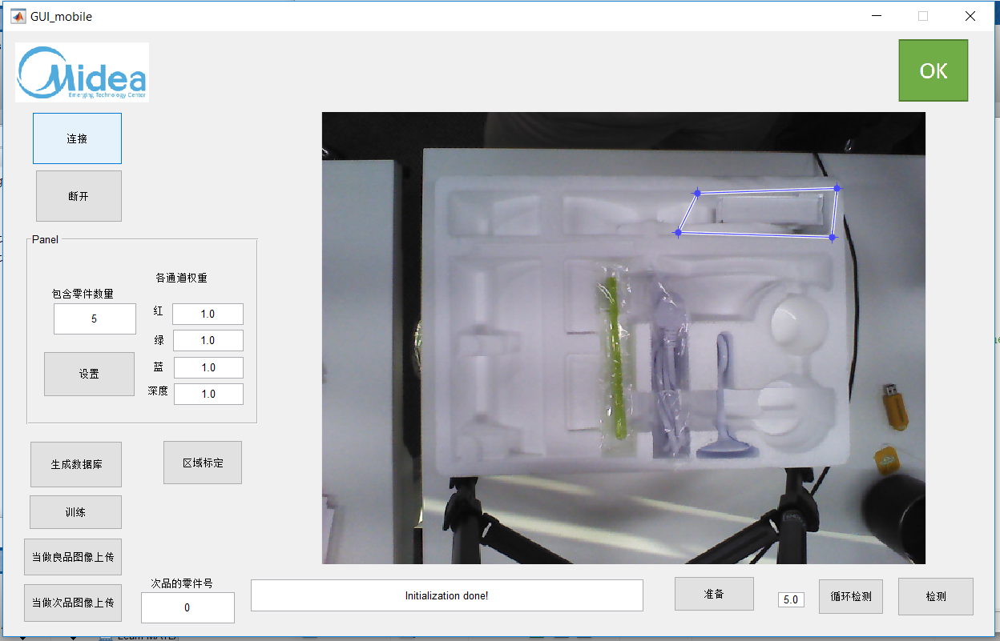 GUI_mobile
Midea
Emerging Technology Center
OK
连接
断开
Panel
各通道权重
包含零件数量
红 1.0
5
绿 1.0
蓝 1.0
设置
深度 1.0
生成数据库
区域标定
训练
当做良品图像上传
次品的零件号
当做次品图像上传
0
Initialization done!
准备
5.0
循环检测
检测